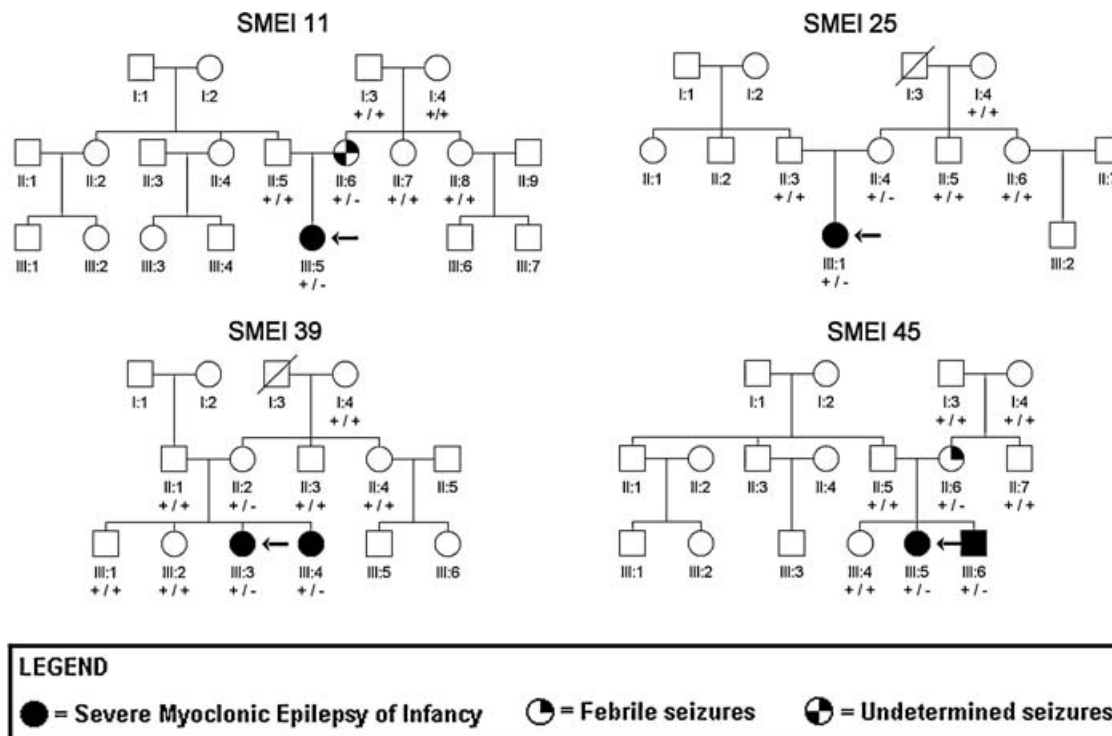 SMEI 11
I:1 I:2 I:3 I:4
+ / + +/+
II:1 II:2 II:3 II:4 II:5 II:6 II:7 II:8 II:9
+ / + + / - + / + + / +
III:1 III:2 III:3 III:4 III:5 III:6 III:7
+ / -
SMEI 25
I:1 I:2 I:3 I:4
+ / +
II:1 II:2 II:3 II:4 II:5 II:6 II:7
+ / + + / - + / + + / +
III:1 III:2
+ / -
SMEI 39
I:1 I:2 I:3 I:4
+ / +
II:1 II:2 II:3 II:4 II:5
+ / + + / - + / + + / +
III:1 III:2 III:3 III:4 III:5 III:6
+ / + + / + + / - + / -
SMEI 45
I:1 I:2 I:3 I:4
+ / + + / +
II:1 II:2 II:3 II:4 II:5 II:6 II:7
+ / + + / - + / +
III:1 III:2 III:3 III:4 III:5 III:6
+ / + + / - + / -
LEGEND
= Severe Myoclonic Epilepsy of Infancy = Febrile seizures = Undetermined seizures